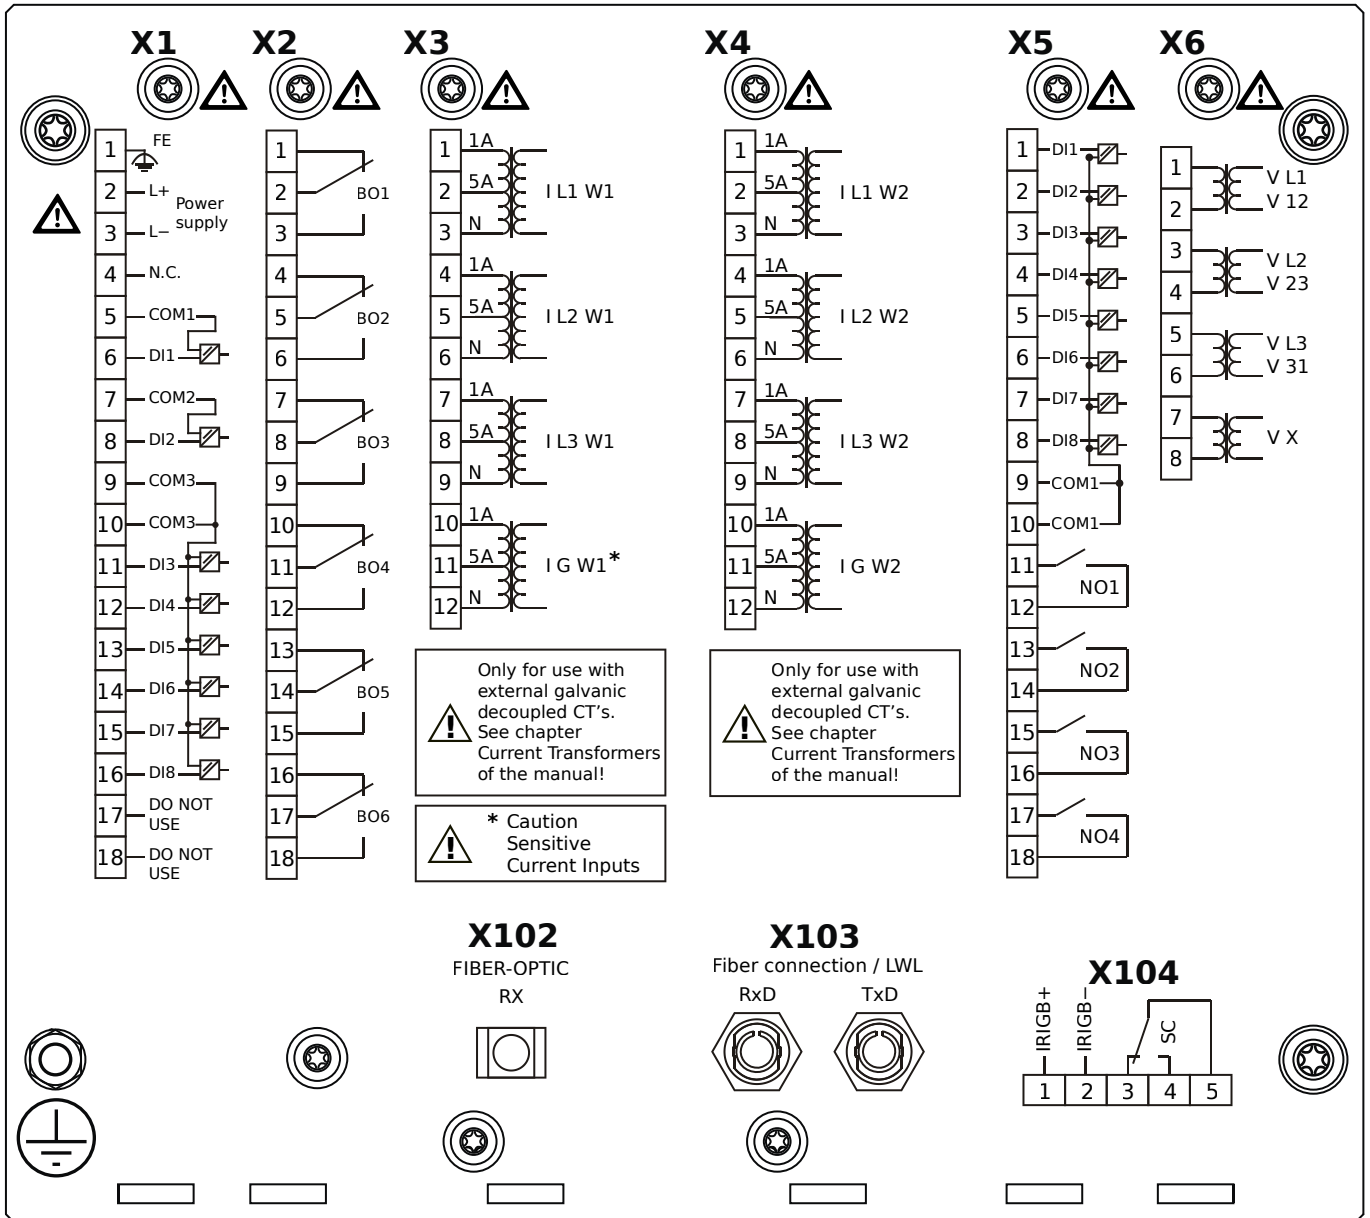 X1
X2
X3
X4
X5
X6
1
FE
2
L+
Power
supply
3
L−
4
N.C.
5
COM1
6
DI1
7
COM2
8
DI2
9
COM3
10
COM3
11
DI3
12
DI4
13
DI5
14
DI6
15
DI7
16
DI8
17
DO NOT
USE
18
DO NOT
USE
1
2
BO1
3
4
5
BO2
6
7
8
BO3
9
10
11
BO4
12
13
14
BO5
15
16
17
BO6
18
1
1A
2
5A
I L1 W1
3
N
4
1A
5
5A
I L2 W1
6
N
7
1A
8
5A
I L3 W1
9
N
10
1A
11
5A
I G W1*
12
N
Only for use with
external galvanic
decoupled CT's.
See chapter
Current Transformers
of the manual!
* Caution
Sensitive
Current Inputs
1
1A
2
5A
I L1 W2
3
N
4
1A
5
5A
I L2 W2
6
N
7
1A
8
5A
I L3 W2
9
N
10
1A
11
5A
I G W2
12
N
Only for use with
external galvanic
decoupled CT's.
See chapter
Current Transformers
of the manual!
1
DI1
2
DI2
3
DI3
4
DI4
5
DI5
6
DI6
7
DI7
8
DI8
9
COM1
10
COM1
11
NO1
12
13
NO2
14
15
NO3
16
17
NO4
18
1
V L1
2
V 12
3
V L2
4
V 23
5
V L3
6
V 31
7
V X
8
X102
FIBER-OPTIC
RX
X103
Fiber connection / LWL
RxD
TxD
X104
IRIGB+
IRIGB−
SC
1
2
3
4
5